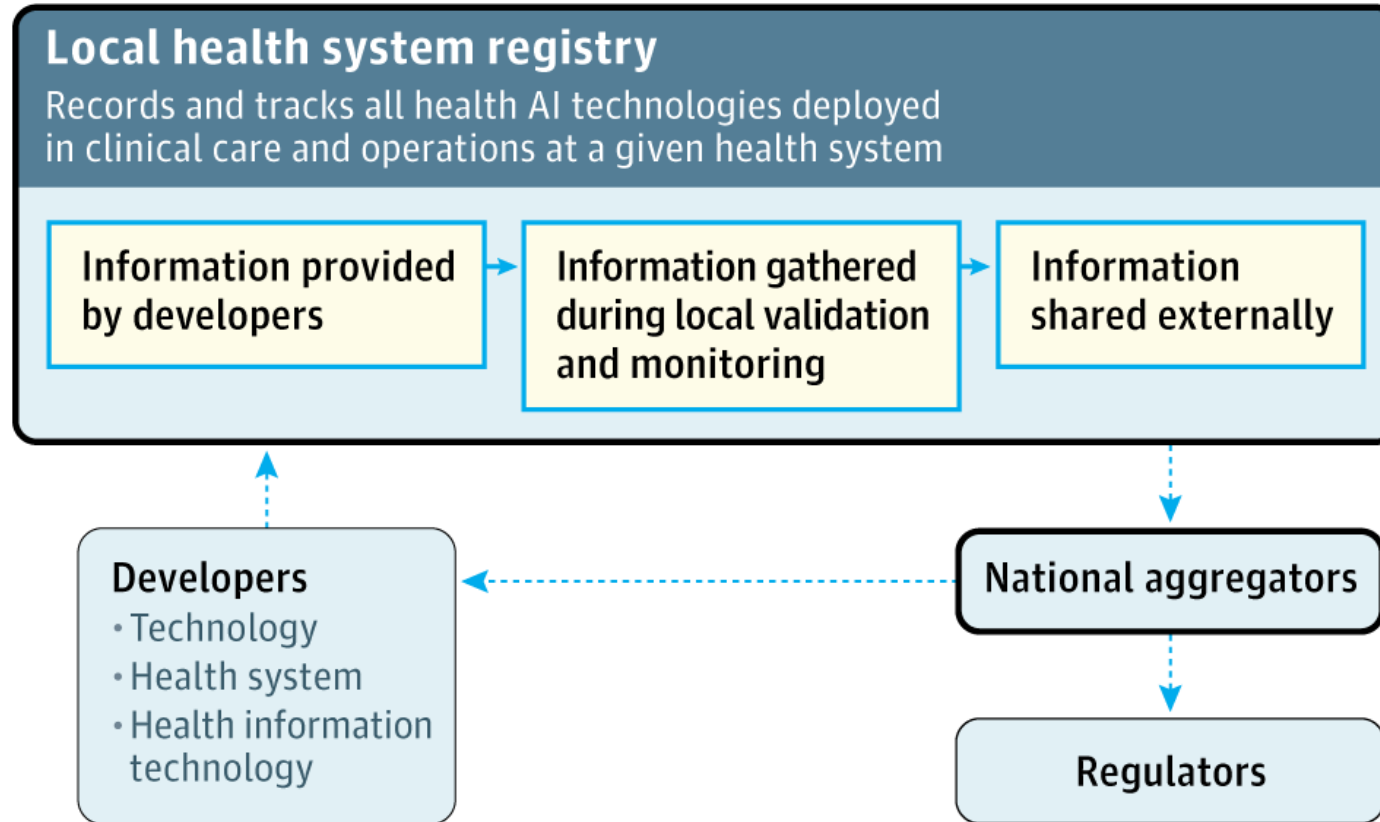 Local health system registry
Records and tracks all health AI technologies deployed
in clinical care and operations at a given health system
Information provided
by developers
Information gathered
during local validation
and monitoring
Information
shared externally
Developers
• Technology
• Health system
• Health information
technology
National aggregators
Regulators